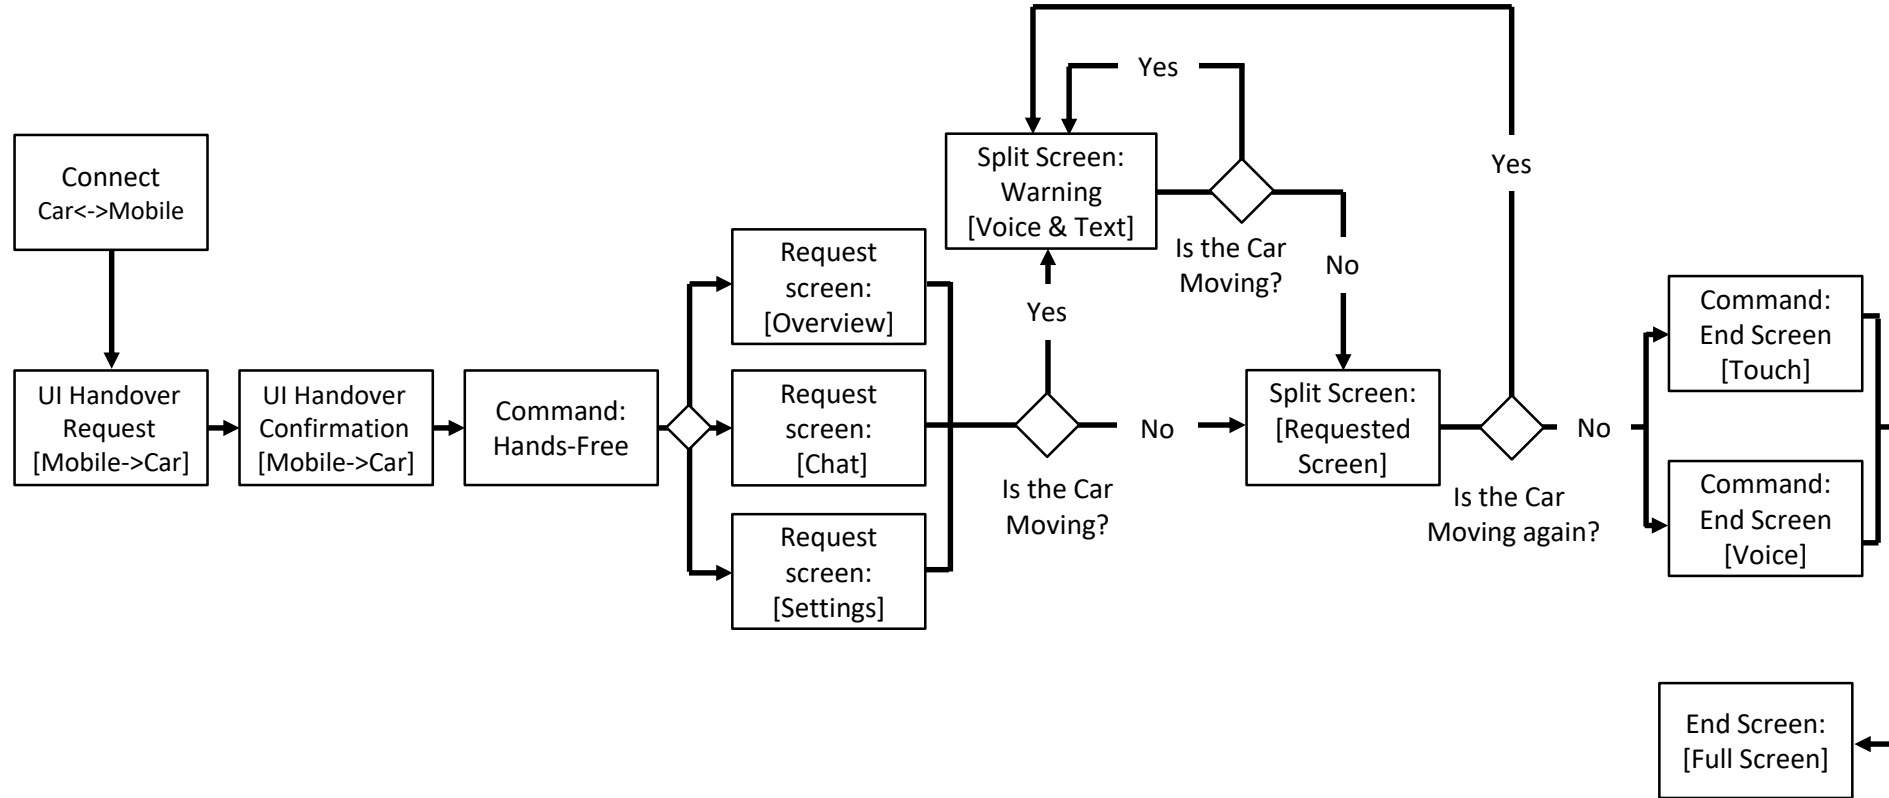 Connect
Car<->Mobile
UI Handover
Request
[Mobile->Car]
UI Handover
Confirmation
[Mobile->Car]
Command:
Hands-Free
Request
screen:
[Overview]
Request
screen:
[Chat]
Request
screen:
[Settings]
Is the Car
Moving?
Yes
No
Split Screen:
Warning
[Voice & Text]
Yes
Is the Car
Moving?
No
Split Screen:
[Requested
Screen]
Yes
Is the Car
Moving again?
No
Command:
End Screen
[Touch]
Command:
End Screen
[Voice]
End Screen:
[Full Screen]